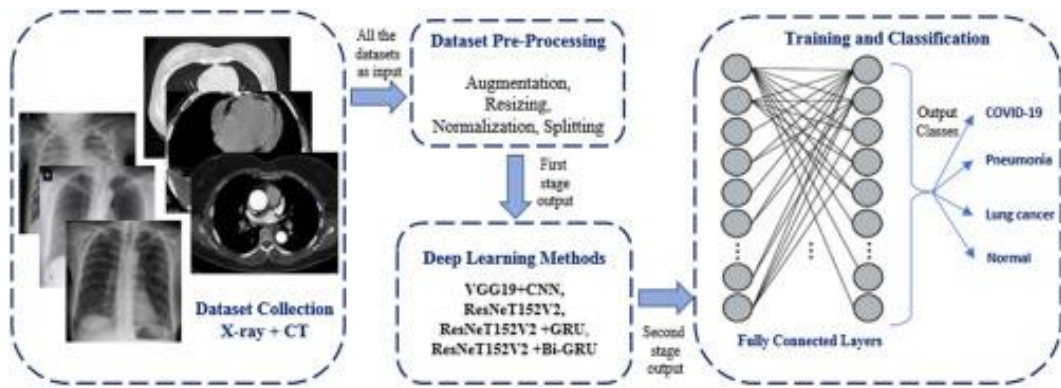 Dataset Collection
X-ray + CT
All the
datasets
as input
Dataset Pre-Processing
Augmentation,
Resizing,
Normalization, Splitting
First
stage
output
Deep Learning Methods
VGG19+CNN,
ResNeT152V2,
ResNeT152V2 +GRU,
ResNeT152V2 +Bi-GRU
Second
stage
output
Training and Classification
Output
Classes
COVID-19
Pneumonia
Lung cancer
Normal
Fully Connected Layers